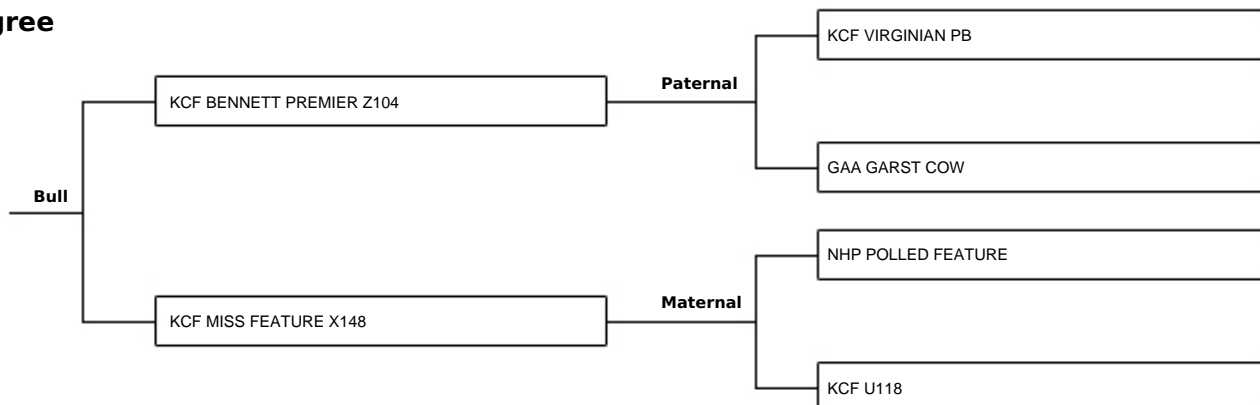 gree
KCF VIRGINIAN PB
Paternal
KCF BENNETT PREMIER Z104
GAA GARST COW
Bull
NHP POLLED FEATURE
Maternal
KCF MISS FEATURE X148
KCF U118